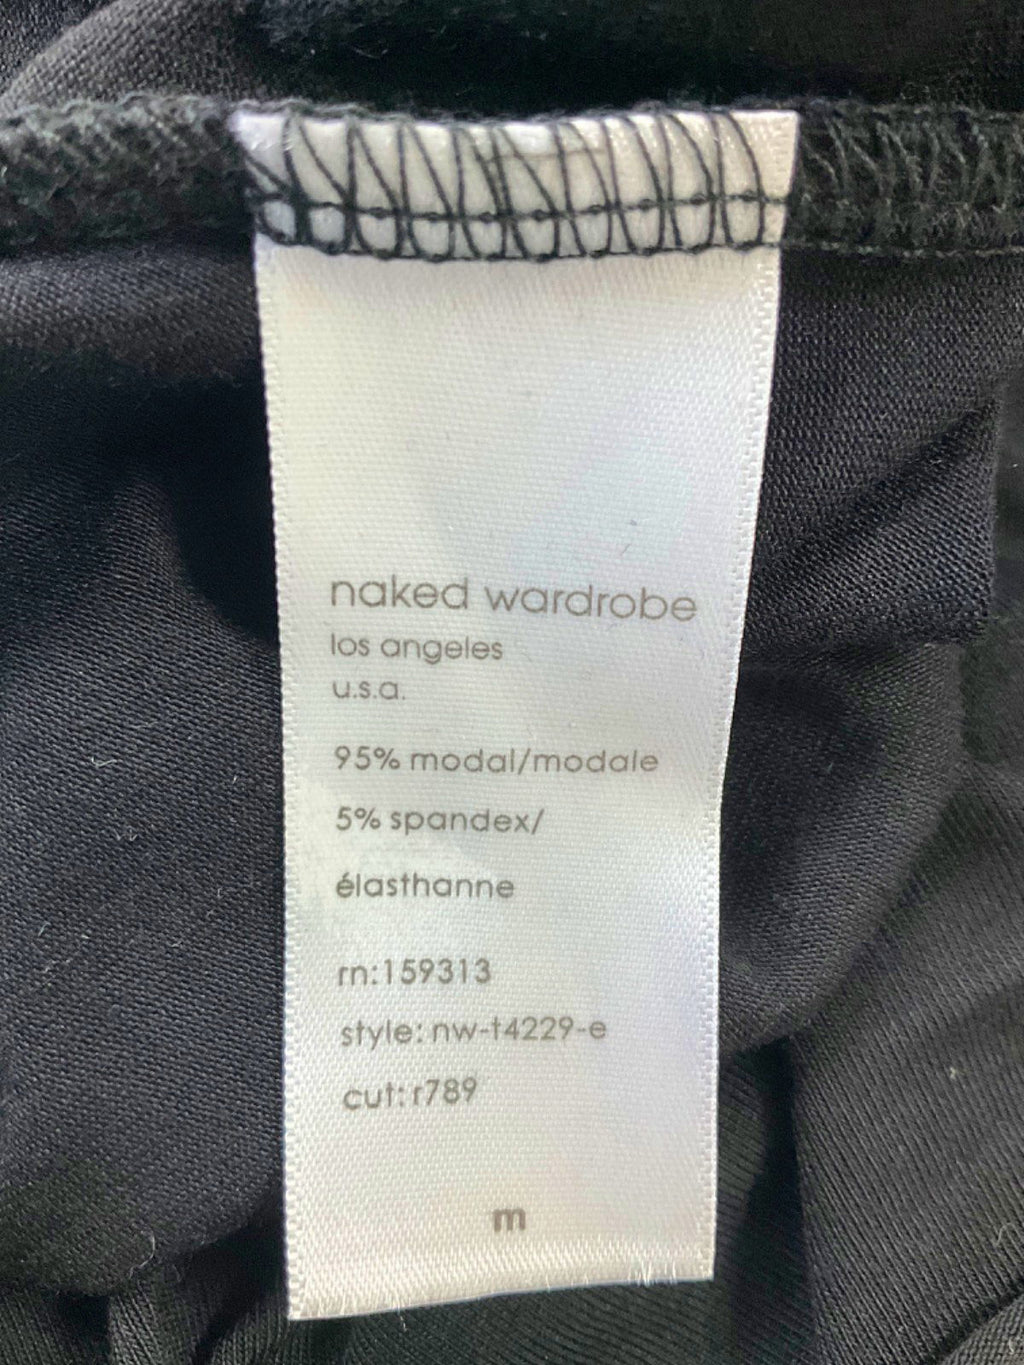 naked wardrobe
los angeles
u.s.a.
95% modal/modale
5% spandex/
élasthanne
rn:159313
style: nw-t4229-e
cut: r789
m